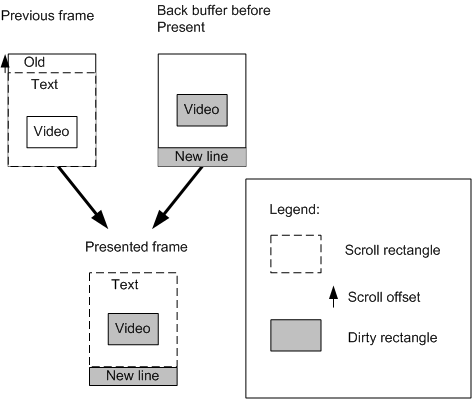 Previous frame
Back buffer before
Present
Old
Text
Video
Video
New line
Presented frame
Text
Video
New line
Legend:
Scroll rectangle
Scroll offset
Dirty rectangle